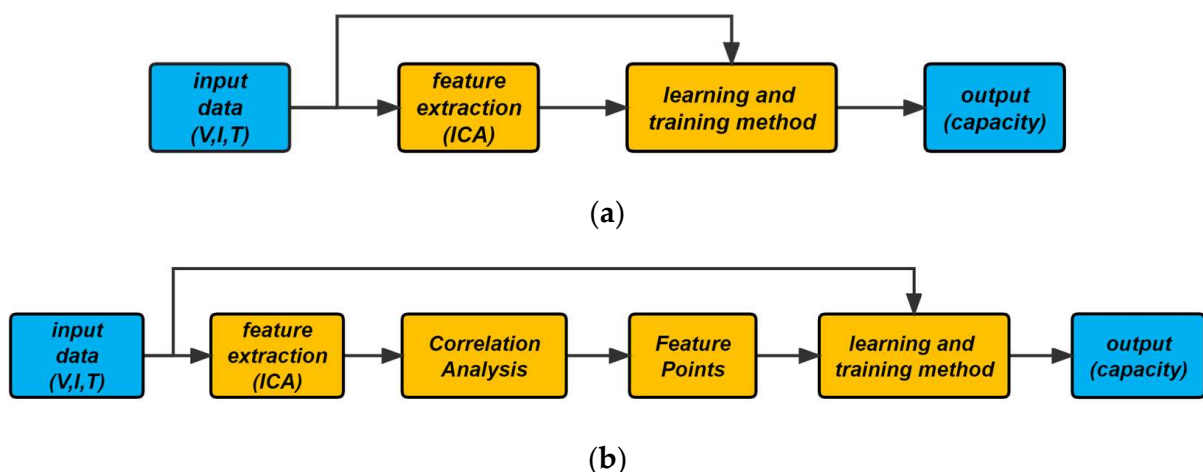 input
data
(V,I,T)
feature
extraction
(ICA)
learning and
training method
output
(capacity)
(a)
input
data
(V,I,T)
feature
extraction
(ICA)
Correlation
Analysis
Feature
Points
learning and
training method
output
(capacity)
(b)